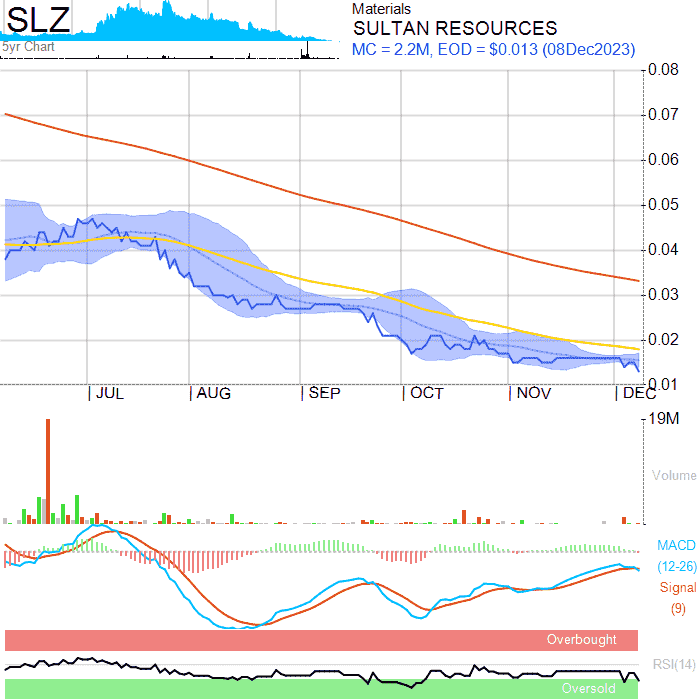 SLZ
5yr Chart
Materials
SULTAN RESOURCES
MC = 2.2M, EOD = $0.013 (08Dec2023)
0.08
0.07
0.06
0.05
0.04
0.03
0.02
0.01
JUL AUG SEP OCT NOV DEC
19M
Volume
MACD
(12-26)
Signal
(9)
Overbought
RSI(14)
Oversold